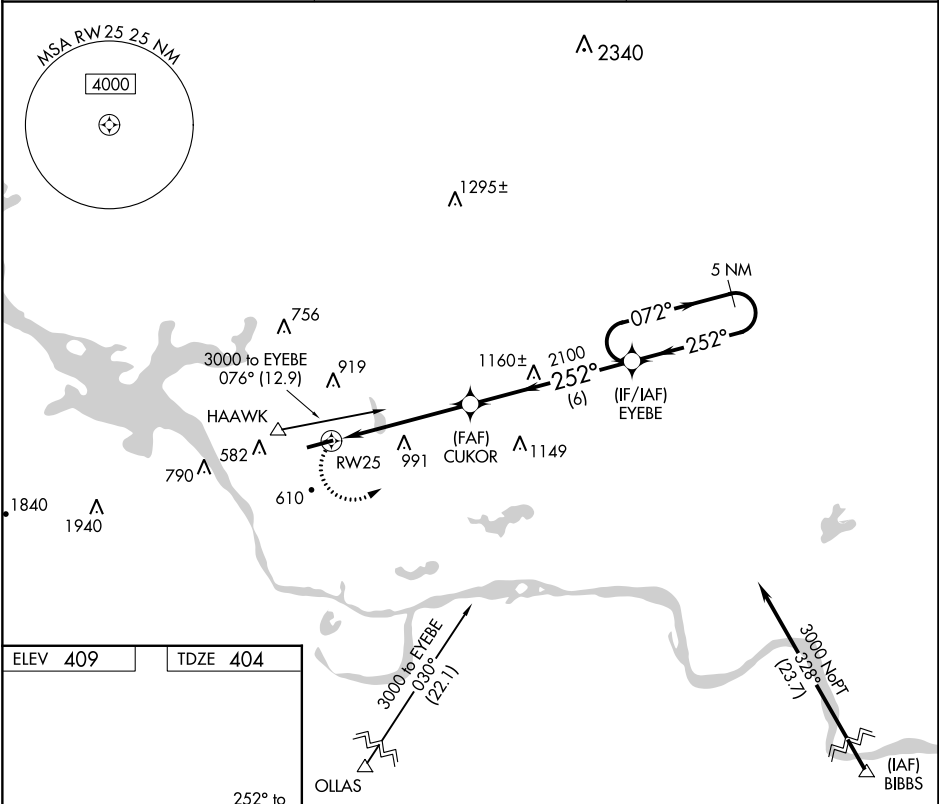 MSA RW25 25 NM
4000
2340
1295±
5 NM
072°
252°
756
3000 to EYEBE
076° (12.9)
919
1160±
2100
252°
(6)
(IF/IAF)
EYEBE
HAAWK
582
RW25
991
(FAF)
CUKOR
1149
790
610
1840
1940
ELEV 409
TDZE 404
3000 to EYEBE
030°
(22.1)
3000 NoPT
328°
(23.7)
OLLAS
(IAF)
BIBBS
252° to